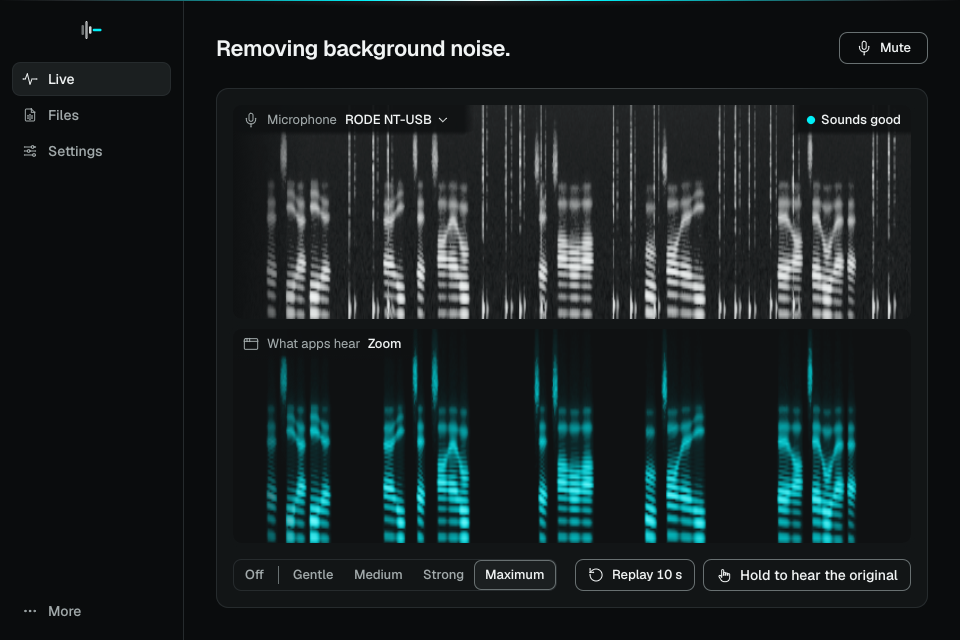 Live
Files
Settings
More
Removing background noise.
Mute
Microphone RODE NT-USB
Sounds good
What apps hear Zoom
Off Gentle Medium Strong Maximum
Replay 10 s
Hold to hear the original